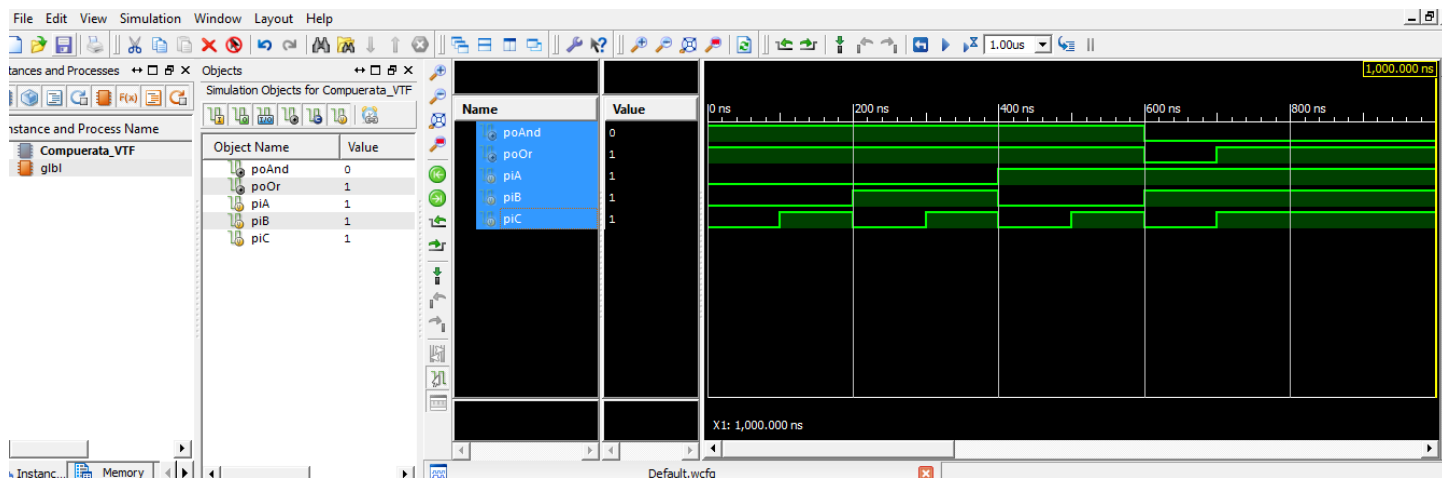 File Edit View Simulation Window Layout Help
1.00us
tances and Processes
Objects
Simulation Objects for Compuerata_VTF
F(x)
nstance and Process Name
Compuerata_VTF
glbl
Object Name Value
poAnd 0
poOr 1
piA 1
piB 1
piC 1
Name Value
poAnd 0
poOr 1
piA 1
piB 1
piC 1
1,000.000 ns
0 ns 200 ns 400 ns 600 ns 800 ns
X1: 1,000.000 ns
Instanc... Memory
Default.wcfg